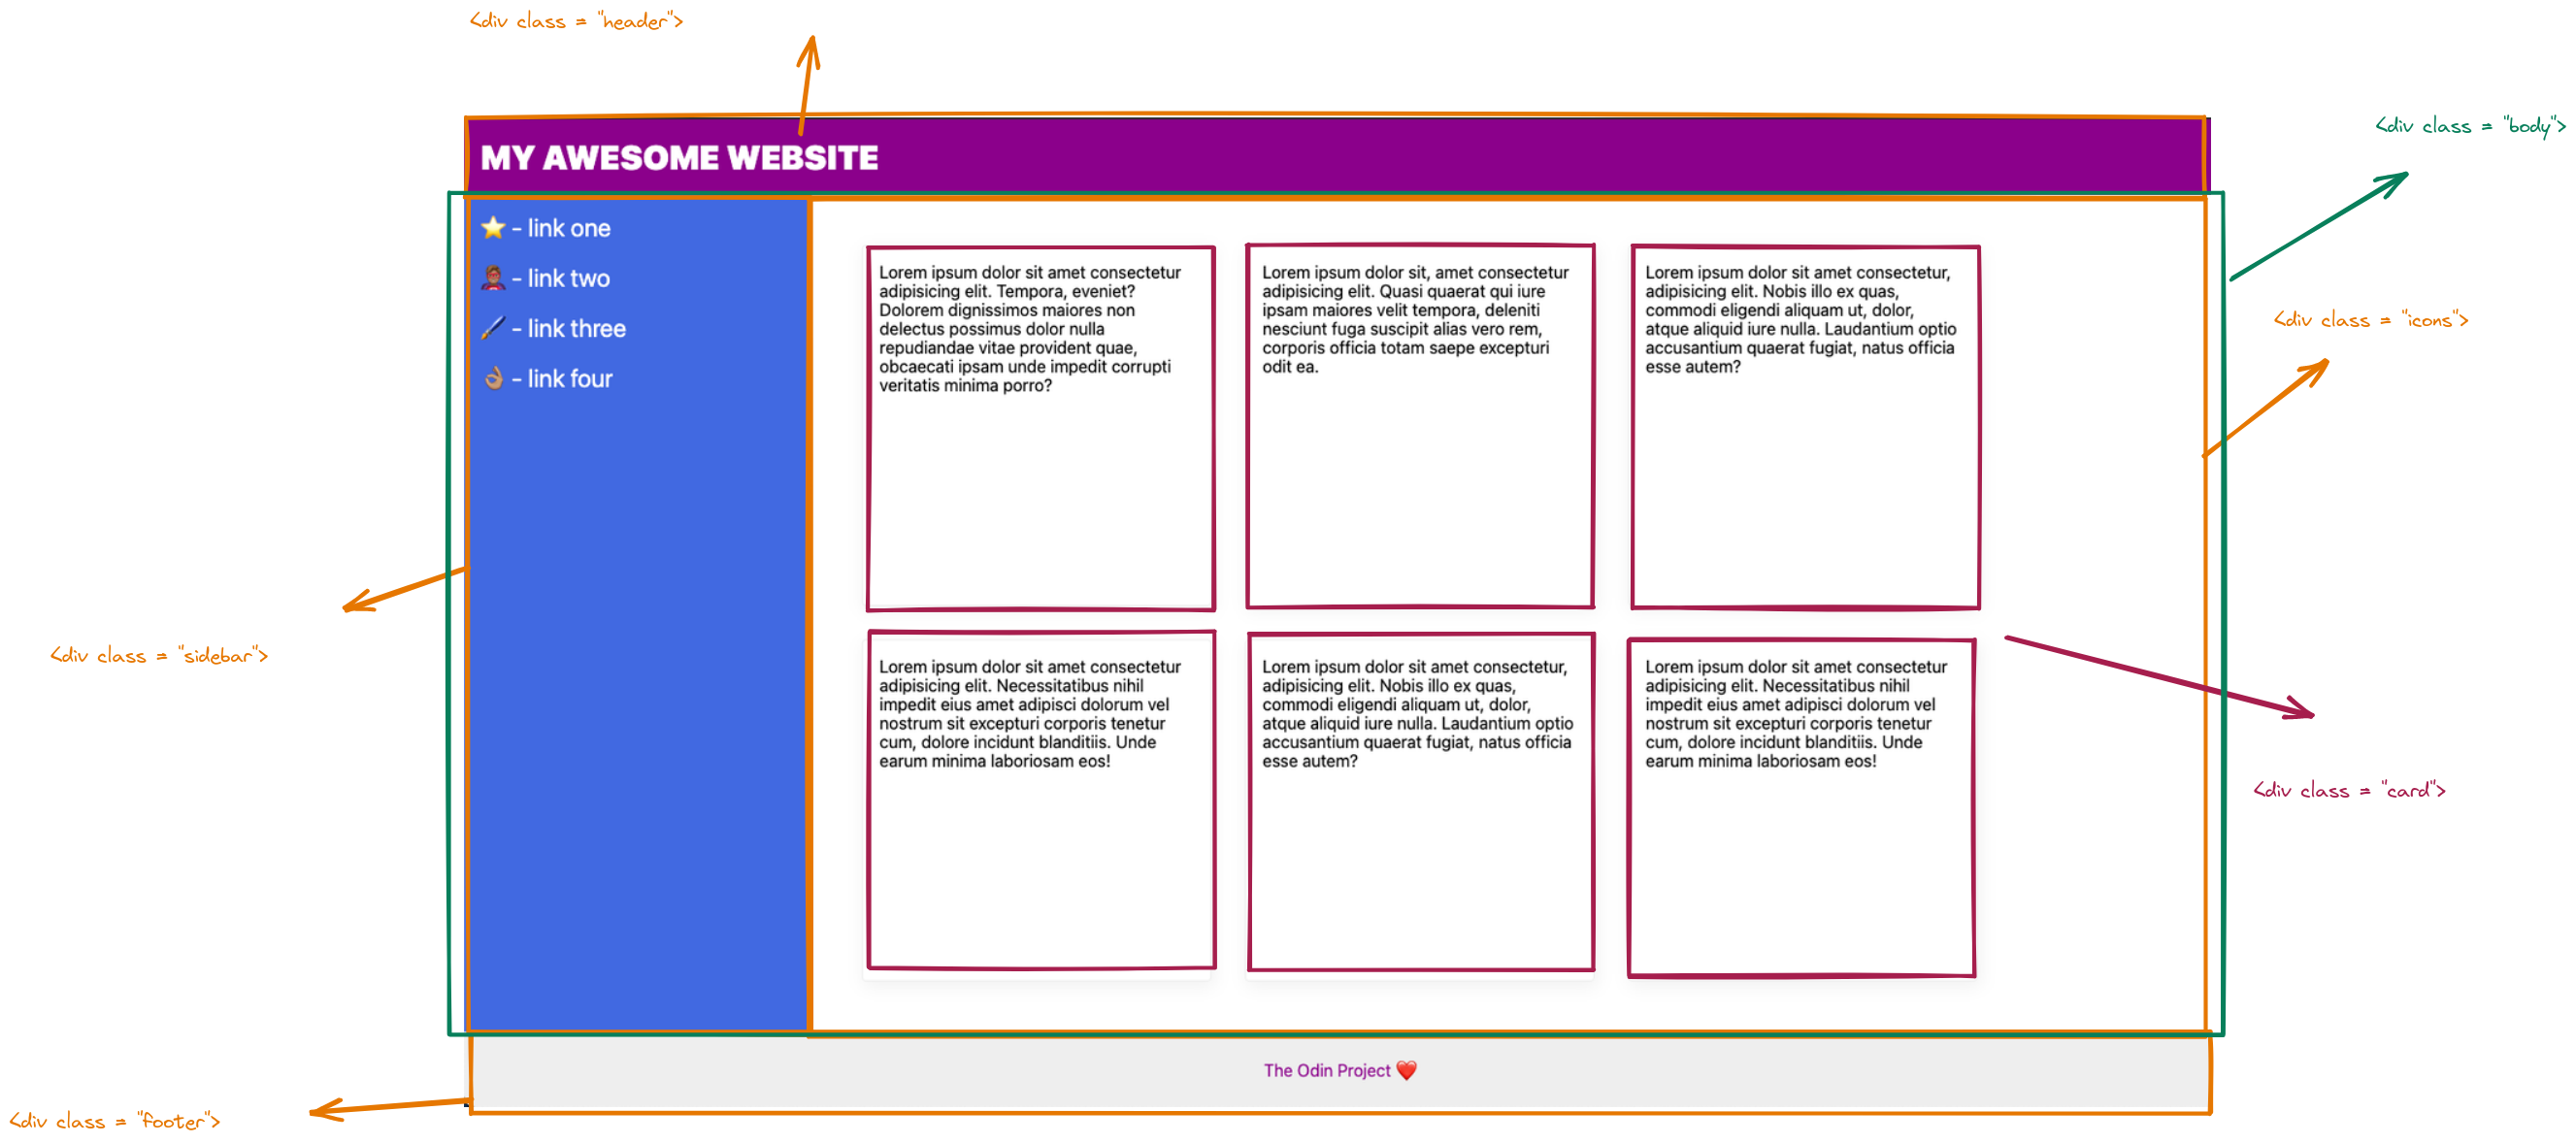 <div class = "header">
<div class = "body">
MY AWESOME WEBSITE
⭐ - link one
🦸🏽‍♂️ - link two
🖌️ - link three
👌🏽 - link four
Lorem ipsum dolor sit amet consectetur
adipisicing elit. Tempora, eveniet?
Dolorem dignissimos maiores non
delectus possimus dolor nulla
repudiandae vitae provident quae,
obcaecati ipsam unde impedit corrupti
veritatis minima porro?
Lorem ipsum dolor sit, amet consectetur
adipisicing elit. Quasi quaerat qui iure
ipsam maiores velit tempora, deleniti
nesciunt fuga suscipit alias vero rem,
corporis officia totam saepe excepturi
odit ea.
Lorem ipsum dolor sit amet consectetur,
adipisicing elit. Nobis illo ex quas,
commodi eligendi aliquam ut, dolor,
atque aliquid iure nulla. Laudantium optio
accusantium quaerat fugiat, natus officia
esse autem?
<div class = "icons">
<div class = "sidebar">
Lorem ipsum dolor sit amet consectetur
adipisicing elit. Necessitatibus nihil
impedit eius amet adipisci dolorum vel
nostrum sit excepturi corporis tenetur
cum, dolore incidunt blanditiis. Unde
earum minima laboriosam eos!
Lorem ipsum dolor sit amet consectetur,
adipisicing elit. Nobis illo ex quas,
commodi eligendi aliquam ut, dolor,
atque aliquid iure nulla. Laudantium optio
accusantium quaerat fugiat, natus officia
esse autem?
Lorem ipsum dolor sit amet consectetur
adipisicing elit. Necessitatibus nihil
impedit eius amet adipisci dolorum vel
nostrum sit excepturi corporis tenetur
cum, dolore incidunt blanditiis. Unde
earum minima laboriosam eos!
<div class = "card">
The Odin Project ❤️
<div class = "footer">